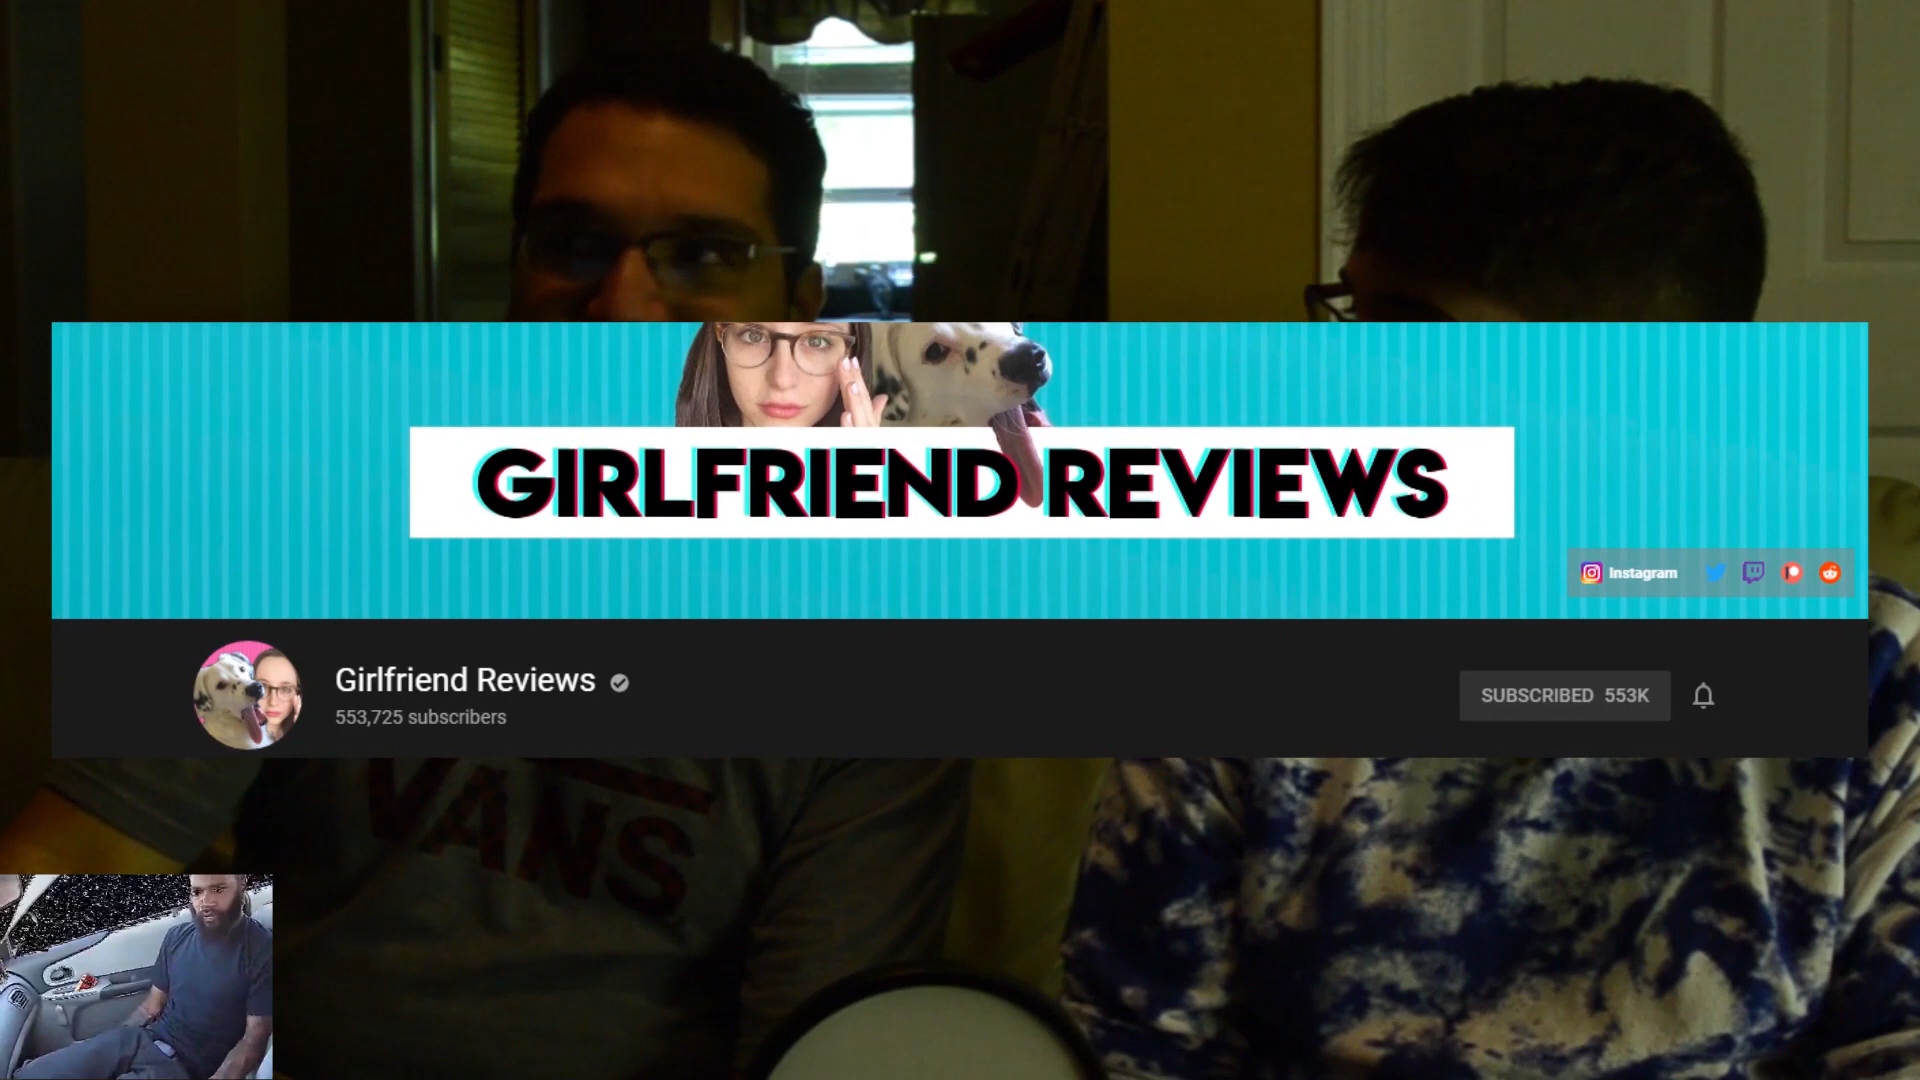 GIRLFRIEND REVIEWS
Instagram
Girlfriend Reviews
553,725 subscribers
SUBSCRIBED 553K
VANS